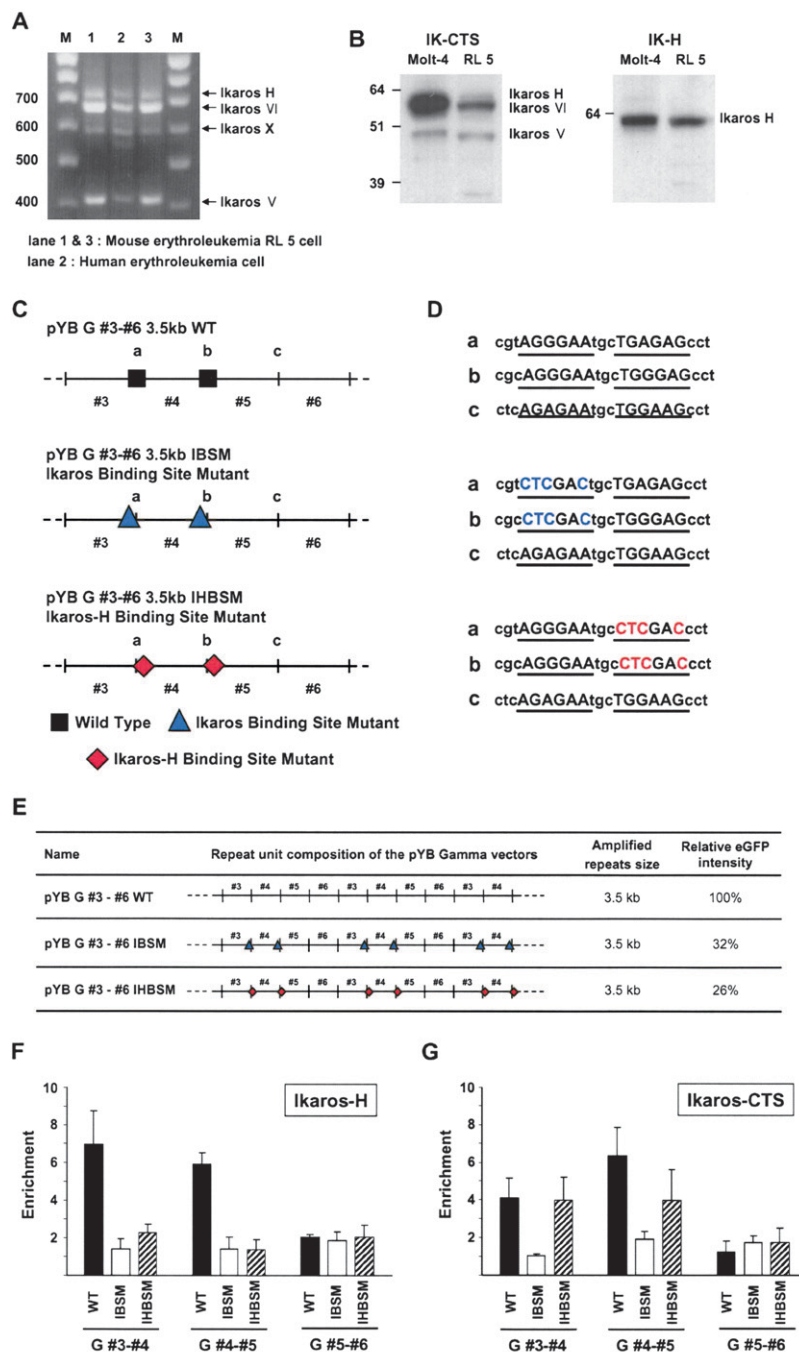 A
M 1 2 3 M
700
600
500
400
Ikaros H
Ikaros VI
Ikaros X
Ikaros V
lane 1 & 3 : Mouse erythroleukemia RL 5 cell
lane 2 : Human erythroleukemia cell
B
IK-CTS
Molt-4 RL 5
64
51
39
Ikaros H
Ikaros VI
Ikaros V
IK-H
Molt-4 RL 5
64
Ikaros H
C
pYB G #3-#6 3.5kb WT
a b c
#3 #4 #5 #6
pYB G #3-#6 3.5kb IBSM
Ikaros Binding Site Mutant
a b c
#3 #4 #5 #6
pYB G #3-#6 3.5kb IHBSM
Ikaros-H Binding Site Mutant
a b c
#3 #4 #5 #6
Wild Type Ikaros Binding Site Mutant
Ikaros-H Binding Site Mutant
D
a cgtAGGGAAtgcTGAGAGcct
b cgcAGGGAAtgcTGGGAGcct
c ctcAGAGAAtgcTGGAAGcct
a cgtCTCGACtgcTGAGAGcct
b cgcCTCGACtgcTGGGAGcct
c ctcAGAGAAtgcTGGAAGcct
a cgtAGGGAAtgcCTCGACcct
b cgcAGGGAAtgcCTCGACcct
c ctcAGAGAAtgcTGGAAGcct
E
Name Repeat unit composition of the pYB Gamma vectors Amplified repeats size Relative eGFP intensity
pYB G #3 - #6 WT #3 #4 #5 #6 #3 #4 #5 #6 #3 #4 3.5 kb 100%
pYB G #3 - #6 IBSM #3 #4 #5 #6 #3 #4 #5 #6 #3 #4 3.5 kb 32%
pYB G #3 - #6 IHBSM #3 #4 #5 #6 #3 #4 #5 #6 #3 #4 3.5 kb 26%
F
Ikaros-H
Enrichment
10
8
6
4
2
WT IBSM IHBSM WT IBSM IHBSM WT IBSM IHBSM
G #3-#4 G #4-#5 G #5-#6
G
Ikaros-CTS
Enrichment
10
8
6
4
2
WT IBSM IHBSM WT IBSM IHBSM WT IBSM IHBSM
G #3-#4 G #4-#5 G #5-#6